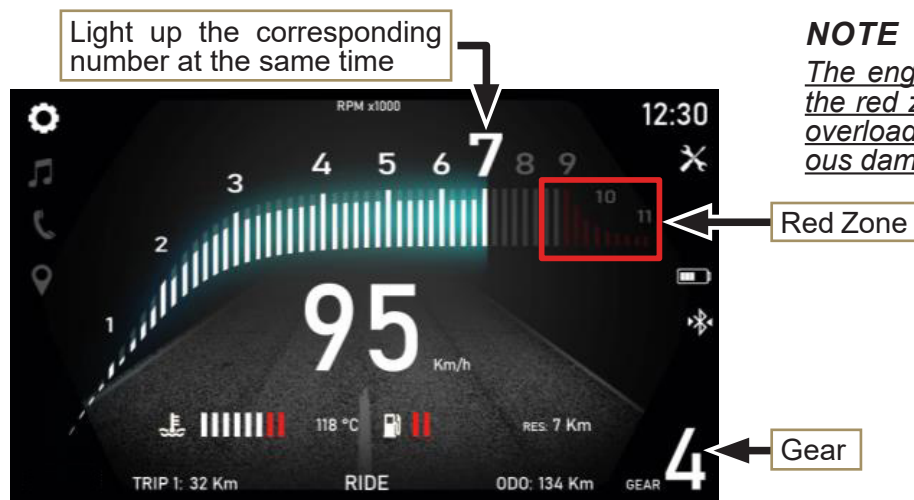 Light up the corresponding
number at the same time
NOTE
The eng
the red z
overload
ous dam
RPM x1000
12:30
1
2
3
4
5
6
7
8
9
10
11
Red Zone
95
Km/h
118 °C
RES: 7 Km
TRIP 1: 32 Km
RIDE
ODO: 134 Km
GEAR
4
Gear